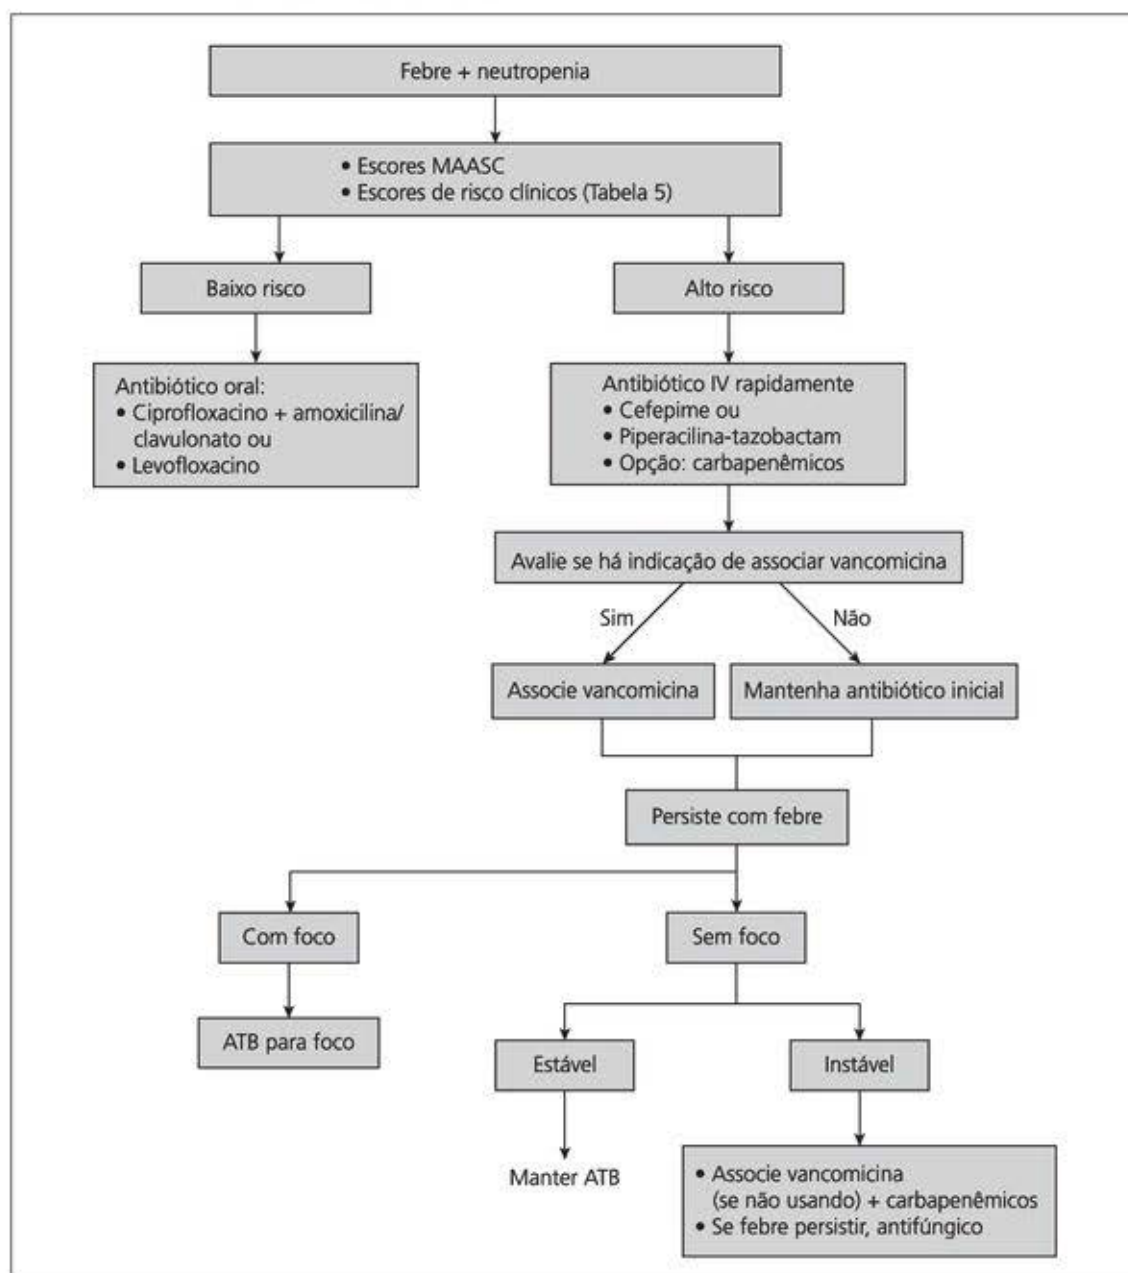 Febre + neutropenia
• Escores MAASC
• Escores de risco clínicos (Tabela 5)
Baixo risco
Alto risco
Antibiótico oral:
• Ciprofloxacino + amoxicilina/
clavulonato ou
• Levofloxacino
Antibiótico IV rapidamente
• Cefepime ou
• Piperacilina-tazobactam
• Opção: carbapenêmicos
Avalie se há indicação de associar vancomicina
Sim
Não
Associe vancomicina
Mantenha antibiótico inicial
Persiste com febre
Com foco
Sem foco
ATB para foco
Estável
Instável
Manter ATB
• Associe vancomicina
(se não usando) + carbapenêmicos
• Se febre persistir, antifúngico